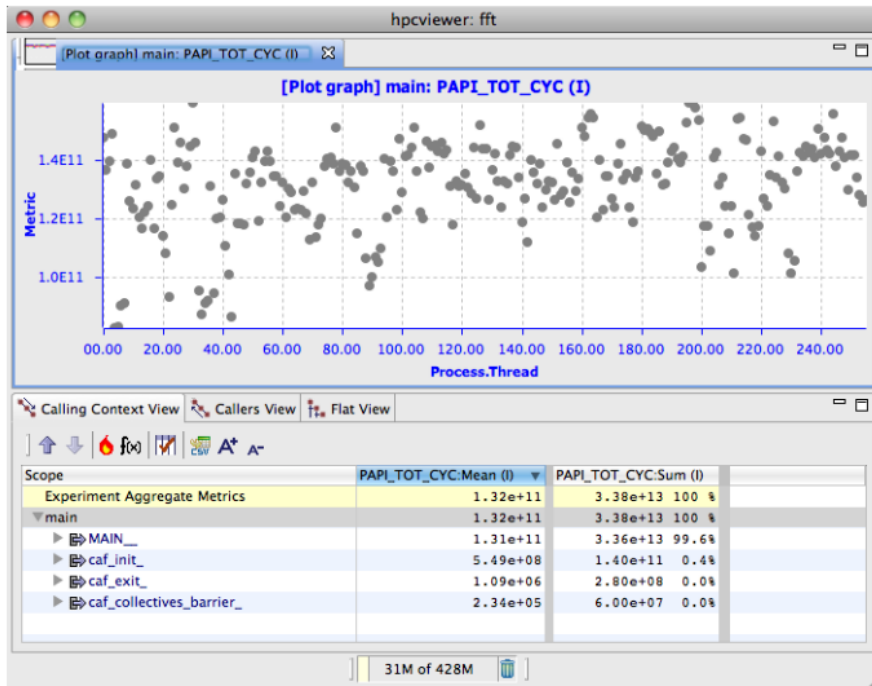 hpcviewer: fft
[Plot graph] main: PAPI_TOT_CYC (I)
[Plot graph] main: PAPI_TOT_CYC (I)
1.4E11
1.2E11
1.0E11
Metric
00.00 20.00 40.00 60.00 80.00 100.00 120.00 140.00 160.00 180.00 200.00 220.00 240.00
Process.Thread
Calling Context View Callers View Flat View
f(x) CSV A+ A-
Scope PAPI_TOT_CYC:Mean (I) PAPI_TOT_CYC:Sum (I)
Experiment Aggregate Metrics 1.32e+11 3.38e+13 100 %
main 1.32e+11 3.38e+13 100 %
MAIN__ 1.31e+11 3.36e+13 99.6%
caf_init_ 5.49e+08 1.40e+11 0.4%
caf_exit_ 1.09e+06 2.80e+08 0.0%
caf_collectives_barrier_ 2.34e+05 6.00e+07 0.0%
31M of 428M